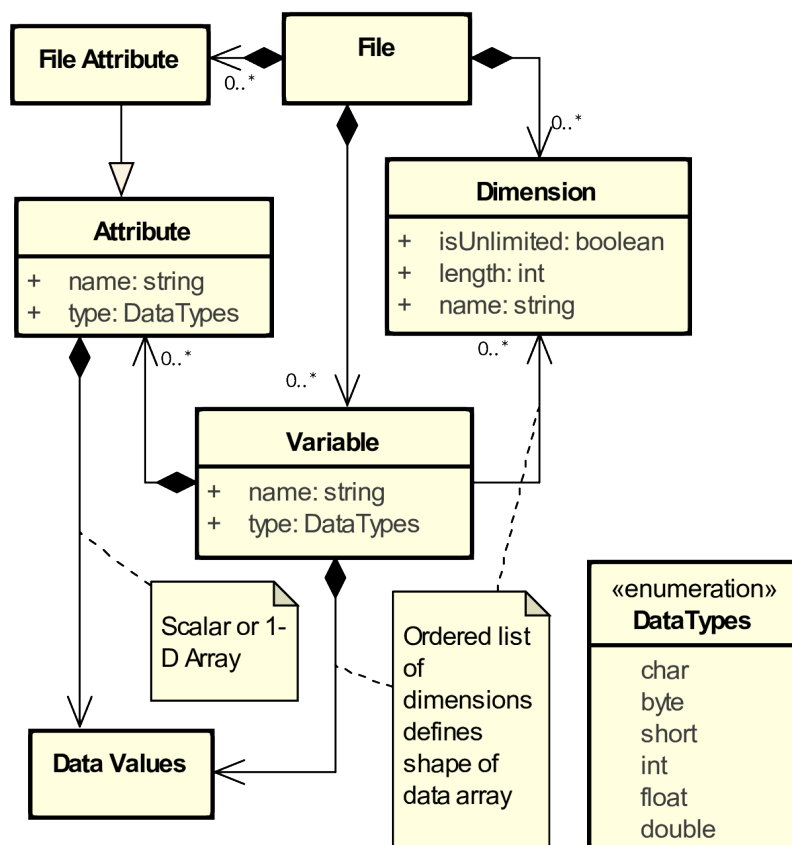 File Attribute
0..*
File
0..*
Dimension
+ isUnlimited: boolean
+ length: int
+ name: string
Attribute
+ name: string
+ type: DataTypes
0..*
0..*
0..*
Variable
+ name: string
+ type: DataTypes
Scalar or 1-
D Array
Ordered list
of
dimensions
defines
shape of
data array
Data Values
«enumeration»
DataTypes
char
byte
short
int
float
double